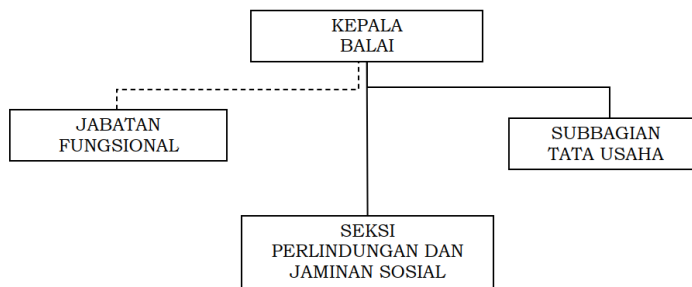 KEPALA
BALAI
JABATAN
FUNGSIONAL
SUBBAGIAN
TATA USAHA
SEKSI
PERLINDUNGAN DAN
JAMINAN SOSIAL